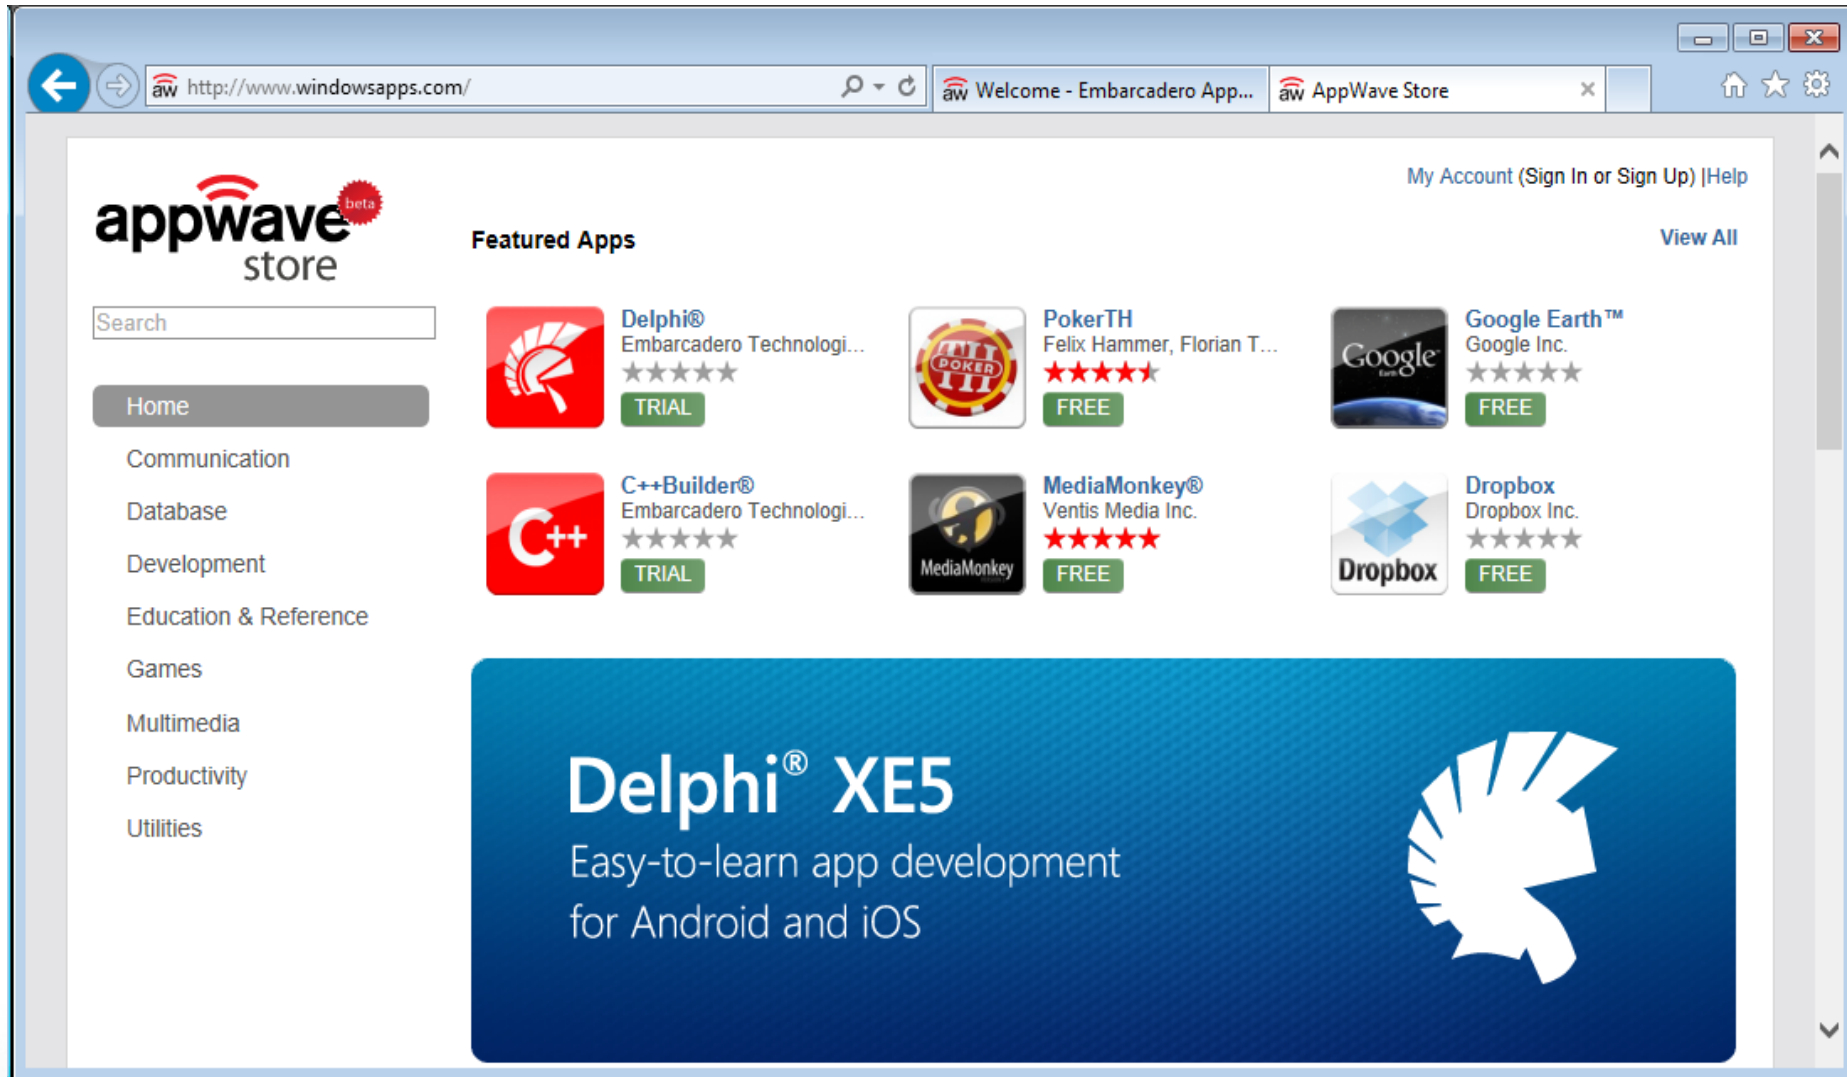 http://www.windowsapps.com/
Welcome - Embarcadero App...
AppWave Store
My Account (Sign In or Sign Up) |Help
appwave beta
store
Featured Apps
View All
Search
Home
Communication
Database
Development
Education & Reference
Games
Multimedia
Productivity
Utilities
Delphi®
Embarcadero Technologi...
TRIAL
POKER
TH
PokerTH
Felix Hammer, Florian T...
FREE
Google
Earth
Google Earth™
Google Inc.
FREE
C++
C++Builder®
Embarcadero Technologi...
TRIAL
MediaMonkey
MediaMonkey®
Ventis Media Inc.
FREE
Dropbox
Dropbox
Dropbox Inc.
FREE
Delphi® XE5
Easy-to-learn app development
for Android and iOS